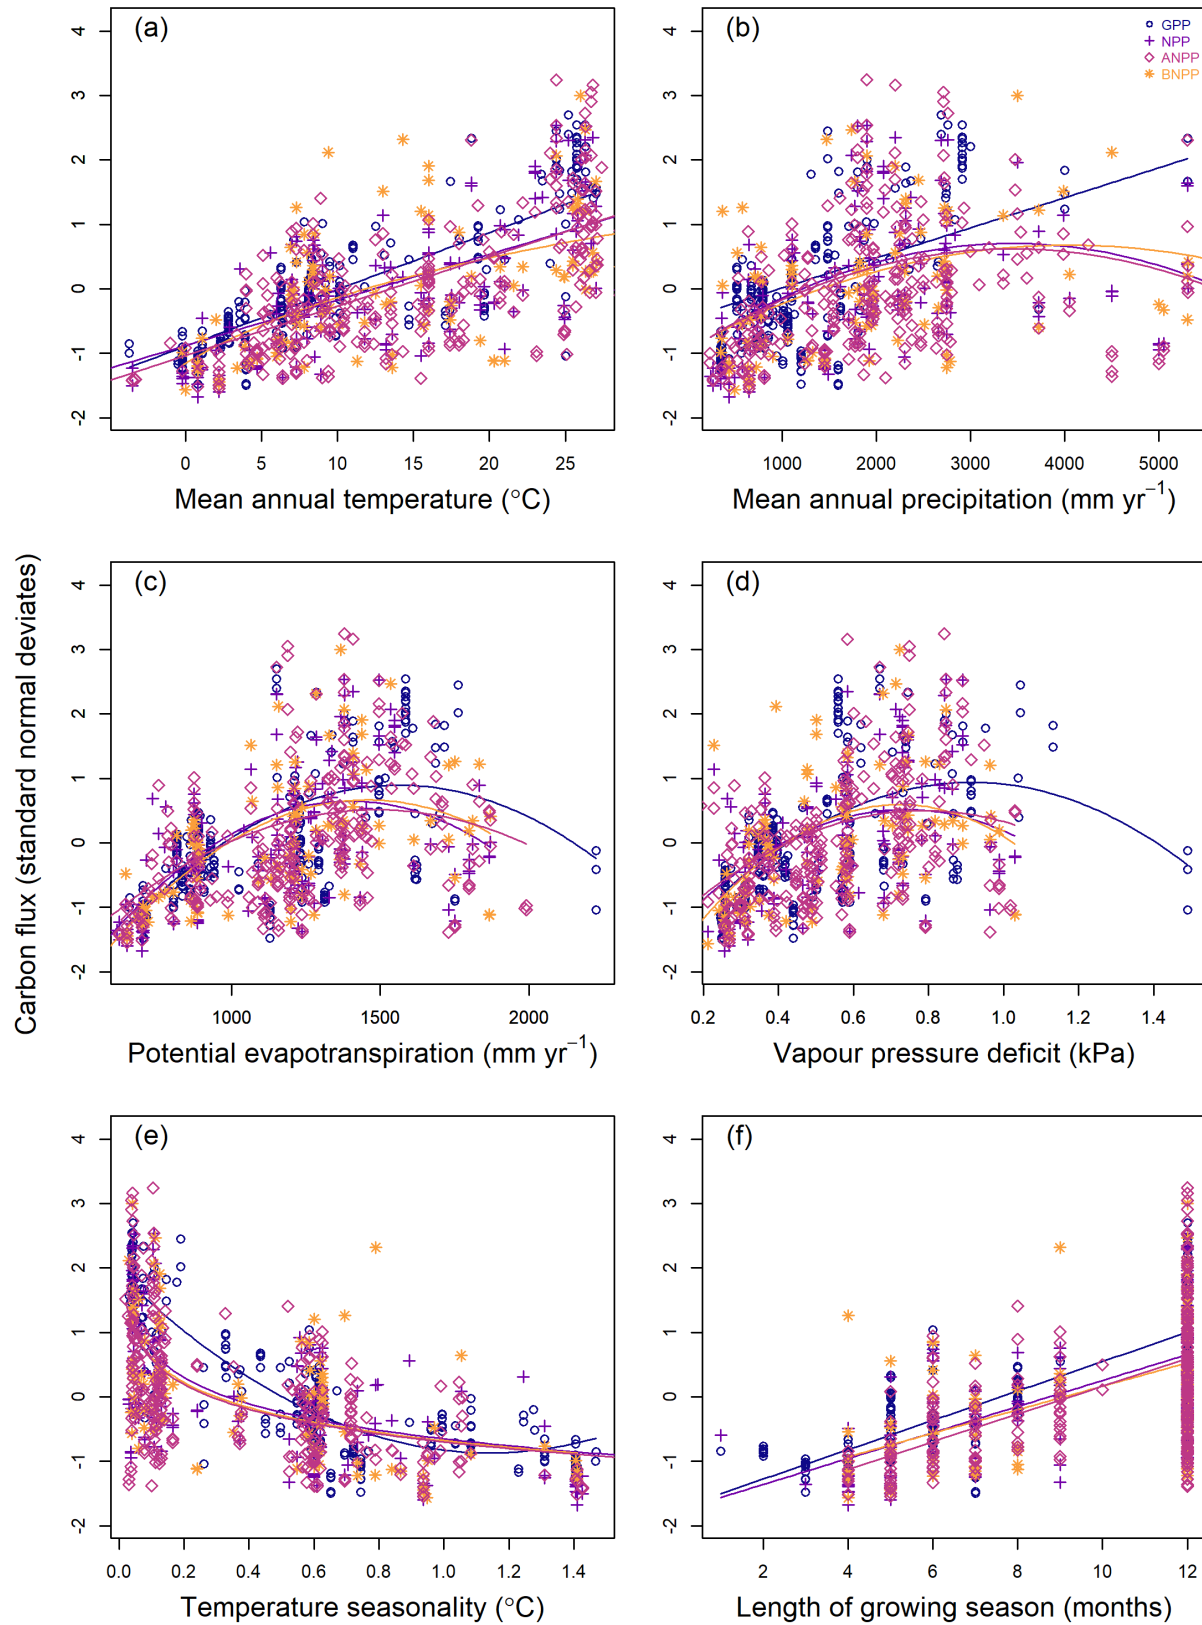 (a)
4
3
2
1
0
-1
-2
0 5 10 15 20 25
Mean annual temperature (°C)
(b)
GPP
NPP
ANPP
BNPP
4
3
2
1
0
-1
-2
1000 2000 3000 4000 5000
Mean annual precipitation (mm yr⁻¹)
Carbon flux (standard normal deviates)
(c)
4
3
2
1
0
-1
-2
1000 1500 2000
Potential evapotranspiration (mm yr⁻¹)
(d)
4
3
2
1
0
-1
-2
0.2 0.4 0.6 0.8 1.0 1.2 1.4
Vapour pressure deficit (kPa)
(e)
4
3
2
1
0
-1
-2
0.0 0.2 0.4 0.6 0.8 1.0 1.2 1.4
Temperature seasonality (°C)
(f)
4
3
2
1
0
-1
-2
2 4 6 8 10 12
Length of growing season (months)